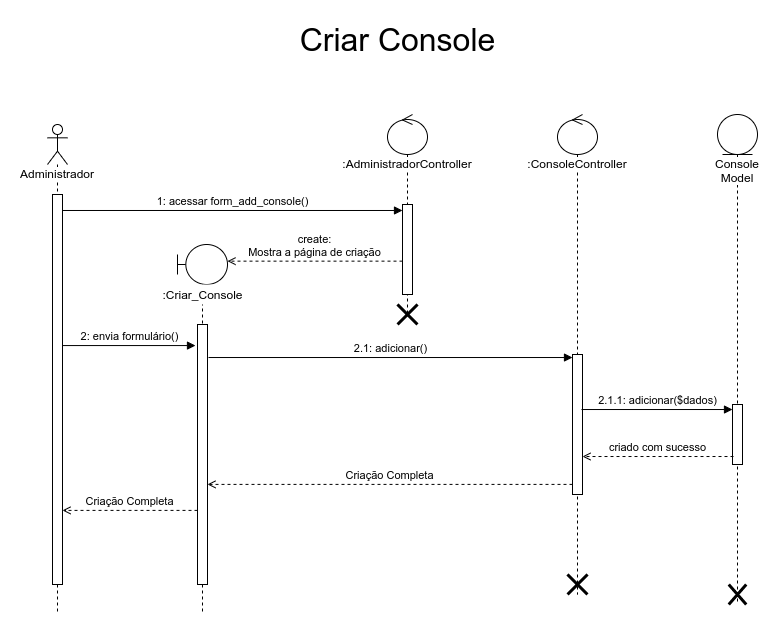 Criar Console
Administrador
:AdministradorController
:ConsoleController
Console
Model
1: acessar form_add_console()
create:
Mostra a página de criação
:Criar_Console
2: envia formulário()
2.1: adicionar()
2.1.1: adicionar($dados)
criado com sucesso
Criação Completa
Criação Completa